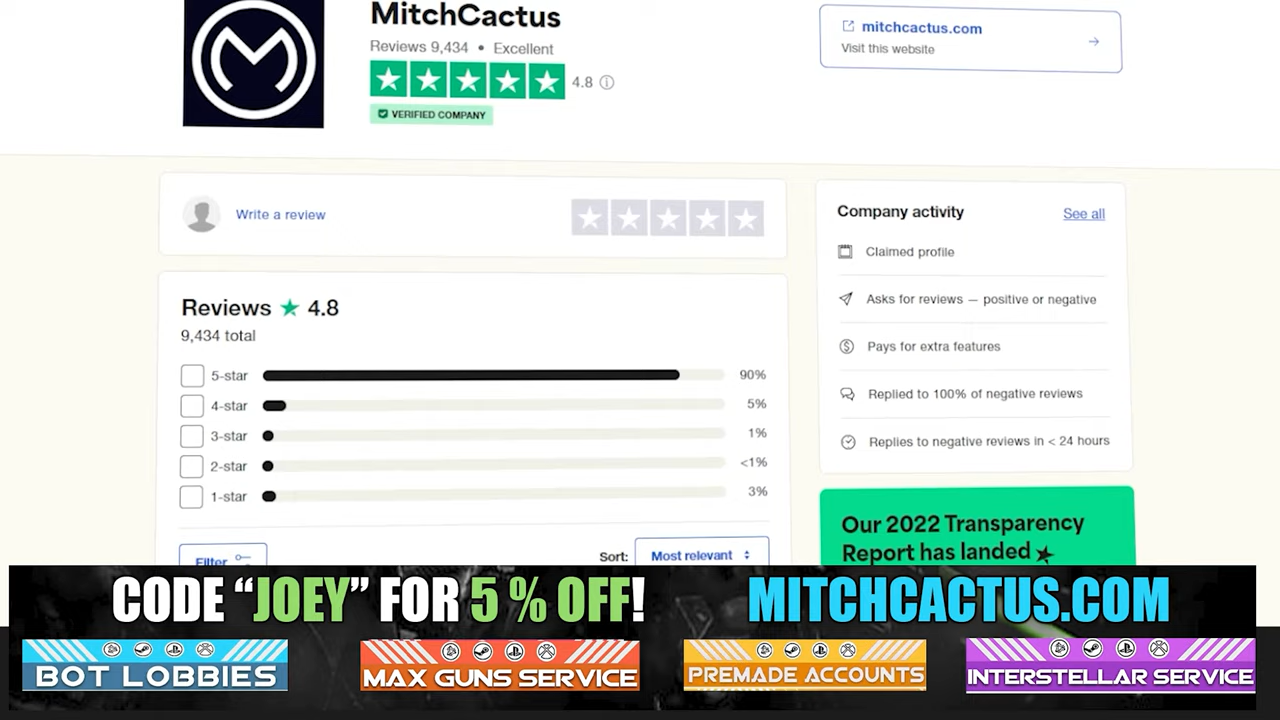 MitchCactus
Reviews 9,434 • Excellent
4.8
VERIFIED COMPANY
mitchcactus.com
Visit this website
Write a review
Reviews ★ 4.8
9,434 total
5-star 90%
4-star 5%
3-star 1%
2-star <1%
1-star 3%
Filter
Sort: Most relevant
Company activity See all
Claimed profile
Asks for reviews — positive or negative
Pays for extra features
Replied to 100% of negative reviews
Replies to negative reviews in < 24 hours
Our 2022 Transparency
Report has landed
CODE “JOEY” FOR 5 % OFF! MITCHCACTUS.COM
BOT LOBBIES
MAX GUNS SERVICE
PREMADE ACCOUNTS
INTERSTELLAR SERVICE